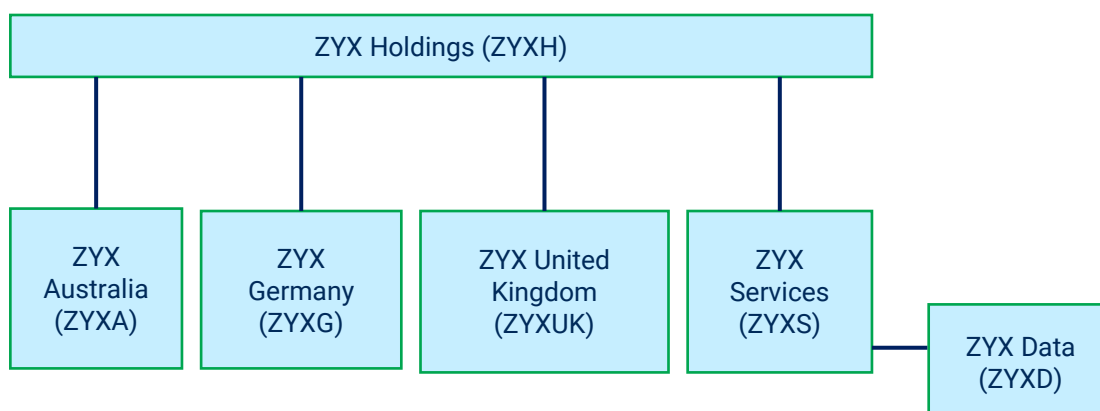 ZYX Holdings (ZYXH)
ZYX
Australia
(ZYXA)
ZYX
Germany
(ZYXG)
ZYX United
Kingdom
(ZYXUK)
ZYX
Services
(ZYXS)
ZYX Data
(ZYXD)